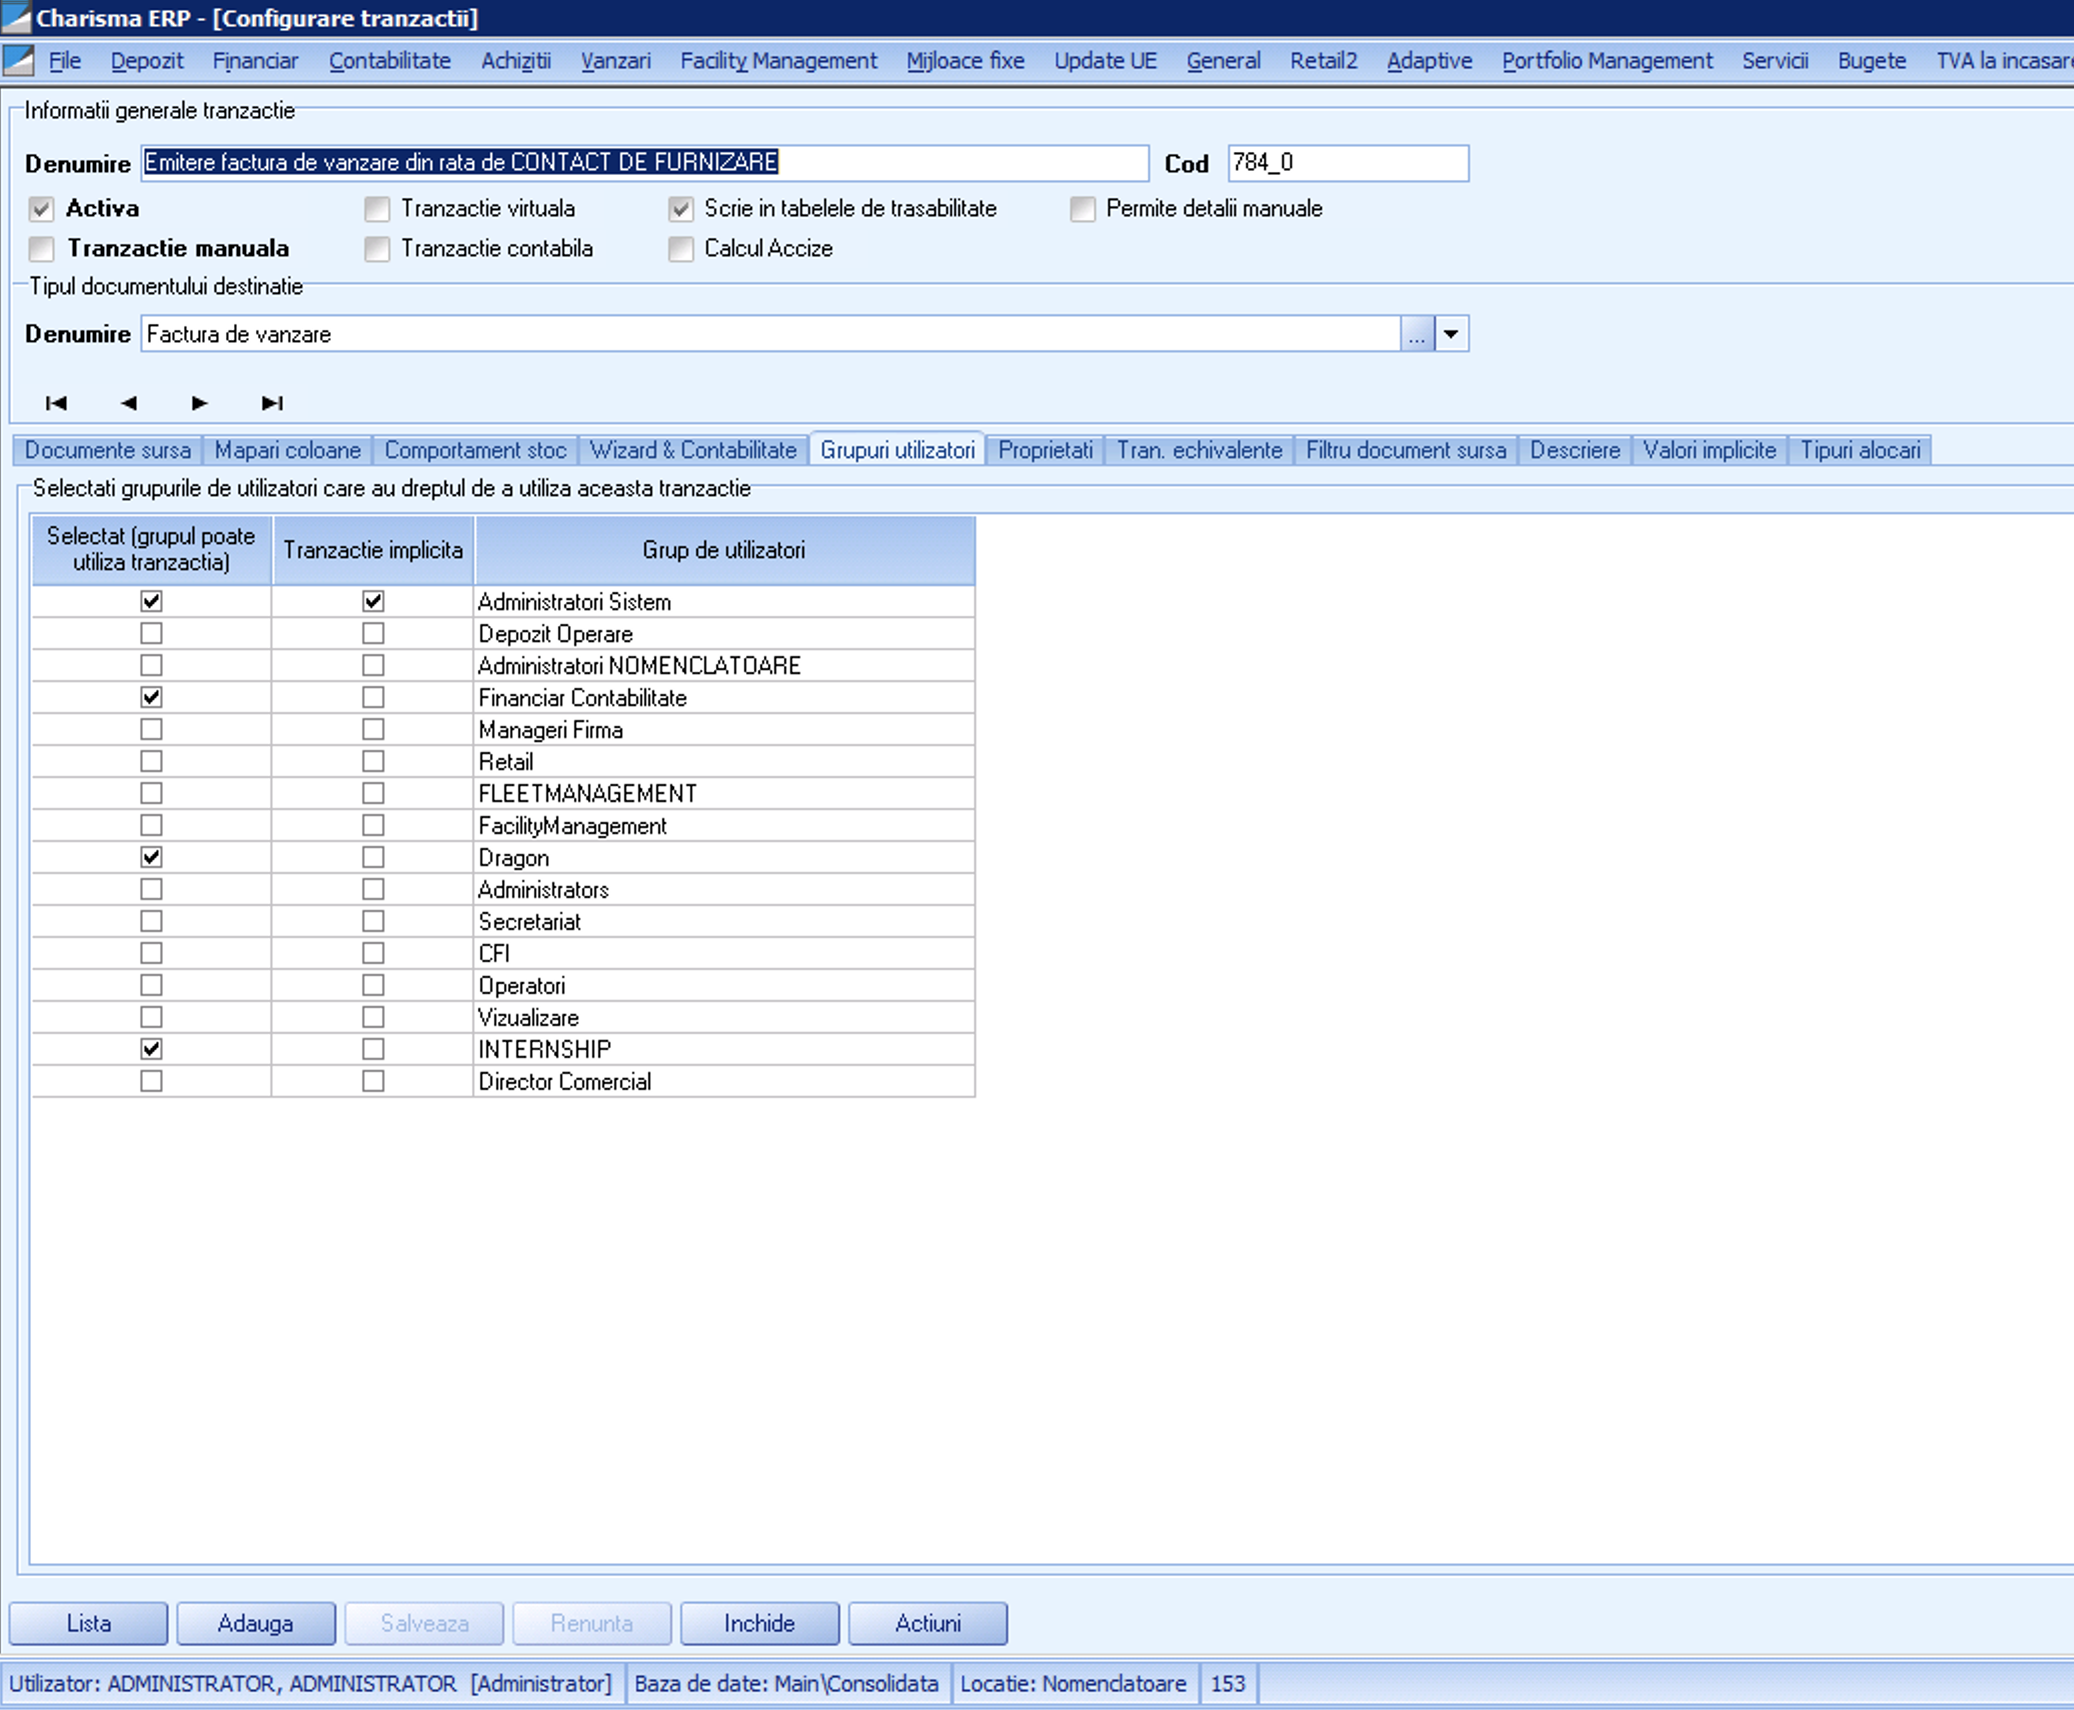 Charisma ERP - [Configurare tranzactii]
File Depozit Financiar Contabilitate Achizitii Vanzari Facility Management Mijloace fixe Update UE General Retail2 Adaptive Portfolio Management Servicii Bugete TVA la incasare
Informatii generale tranzactie
Denumire Emitere factura de vanzare din rata de CONTACT DE FURNIZARE Cod 784_0
Activa Tranzactie virtuala Scrie in tabelele de trasabilitate Permite detalii manuale
Tranzactie manuala Tranzactie contabila Calcul Accize
Tipul documentului destinatie
Denumire Factura de vanzare ...
Documente sursa Mapari coloane Comportament stoc Wizard & Contabilitate Grupuri utilizatori Proprietati Tran. echivalente Filtru document sursa Descriere Valori implicite Tipuri alocari
Selectati grupurile de utilizatori care au dreptul de a utiliza aceasta tranzactie
Selectat (grupul poate utiliza tranzactia) Tranzactie implicita Grup de utilizatori
Administratori Sistem
Depozit Operare
Administratori NOMENCLATOARE
Financiar Contabilitate
Manageri Firma
Retail
FLEETMANAGEMENT
FacilityManagement
Dragon
Administrators
Secretariat
CFI
Operatori
Vizualizare
INTERNSHIP
Director Comercial
Lista Adauga Salveaza Renunta Inchide Actiuni
Utilizator: ADMINISTRATOR, ADMINISTRATOR [Administrator] Baza de date: Main\Consolidata Locatie: Nomenclatoare 153